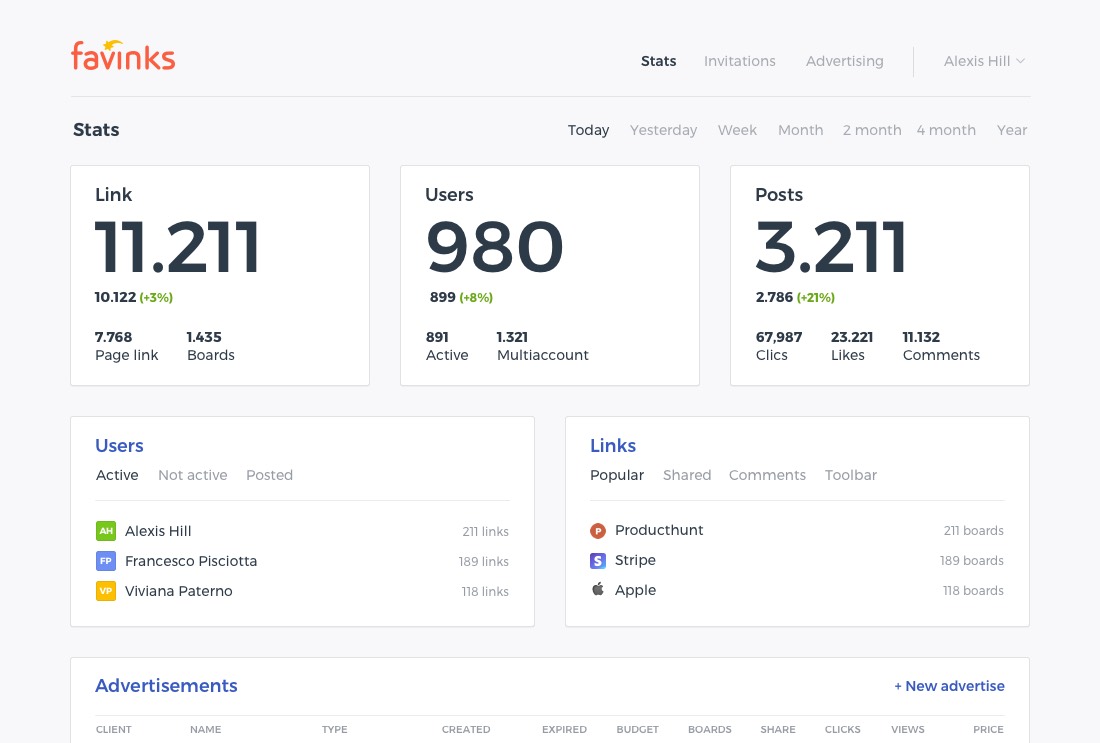 favinks
Stats Invitations Advertising Alexis Hill
Stats
Today Yesterday Week Month 2 month 4 month Year
Link
11.211
10.122 (+3%)
7.768 1.435
Page link Boards
Users
980
899 (+8%)
891 1.321
Active Multiaccount
Posts
3.211
2.786 (+21%)
67,987 23.221 11.132
Clics Likes Comments
Users
Active Not active Posted
AH Alexis Hill 211 links
FP Francesco Pisciotta 189 links
VP Viviana Paterno 118 links
Links
Popular Shared Comments Toolbar
P Producthunt 211 boards
S Stripe 189 boards
Apple 118 boards
Advertisements + New advertise
CLIENT NAME TYPE CREATED EXPIRED BUDGET BOARDS SHARE CLICKS VIEWS PRICE